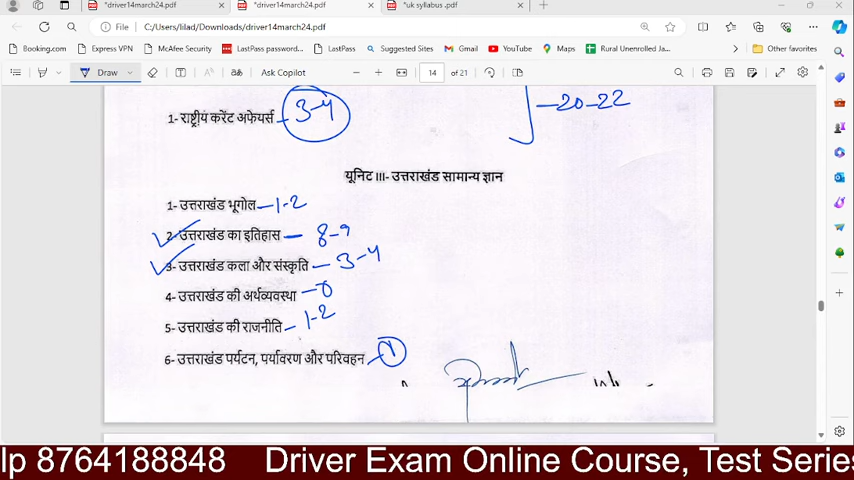 *driver14march24.pdf
*driver14march24.pdf
*uk syllabus .pdf
File
C:/Users/lilad/Downloads/driver14march24.pdf
Booking.com
Express VPN
McAfee Security
LastPass password...
LastPass
Suggested Sites
Gmail
YouTube
Maps
Rural Unenrolled Ja...
Other favorites
Draw
Ask Copilot
14 of 21
1- राष्ट्रीय करेंट अफेयर्स - 3-4
-20-22
यूनिट III- उत्तराखंड सामान्य ज्ञान
1- उत्तराखंड भूगोल - 1-2
2- उत्तराखंड का इतिहास - 8-9
3- उत्तराखंड कला और संस्कृति - 3-4
4- उत्तराखंड की अर्थव्यवस्था - 0
5- उत्तराखंड की राजनीति - 1-2
6- उत्तराखंड पर्यटन, पर्यावरण और परिवहन
lp 8764188848 Driver Exam Online Course, Test Serie